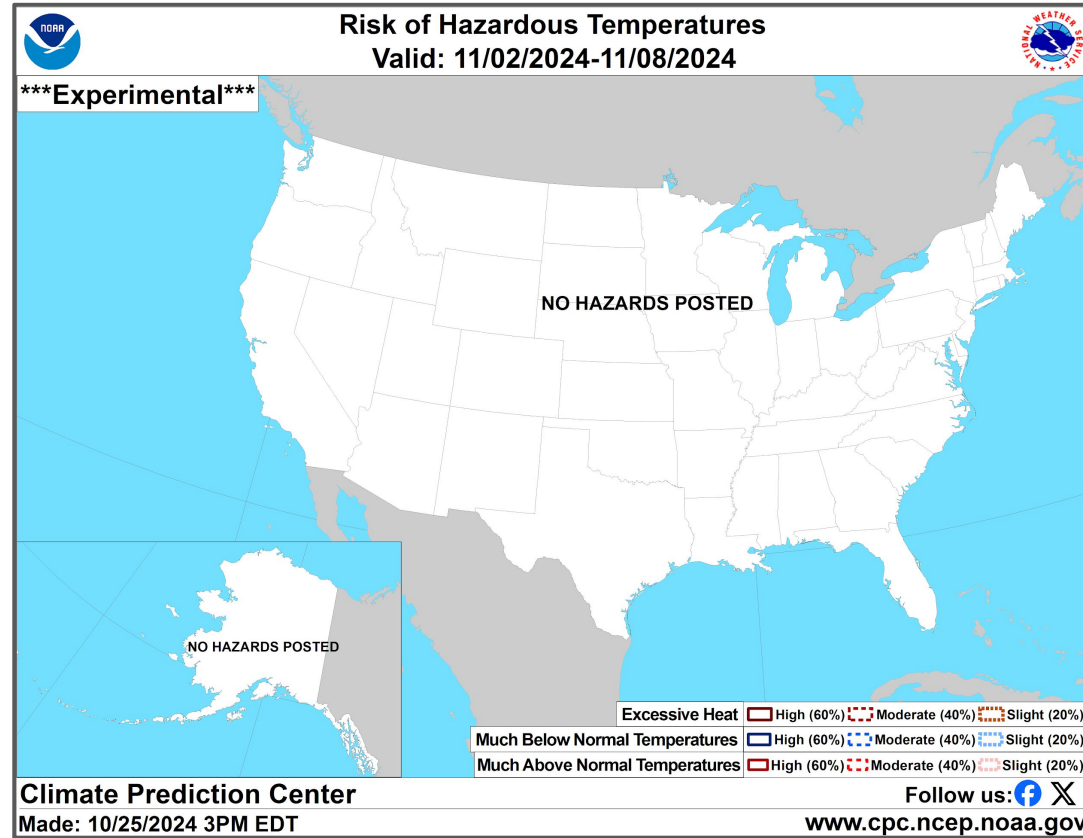 NOAA
Risk of Hazardous Temperatures
Valid: 11/02/2024-11/08/2024
NATIONAL WEATHER SERVICE
***Experimental***
NO HAZARDS POSTED
NO HAZARDS POSTED
Excessive Heat High (60%) Moderate (40%) Slight (20%)
Much Below Normal Temperatures High (60%) Moderate (40%) Slight (20%)
Much Above Normal Temperatures High (60%) Moderate (40%) Slight (20%)
Climate Prediction Center
Follow us:
Made: 10/25/2024 3PM EDT
www.cpc.ncep.noaa.gov